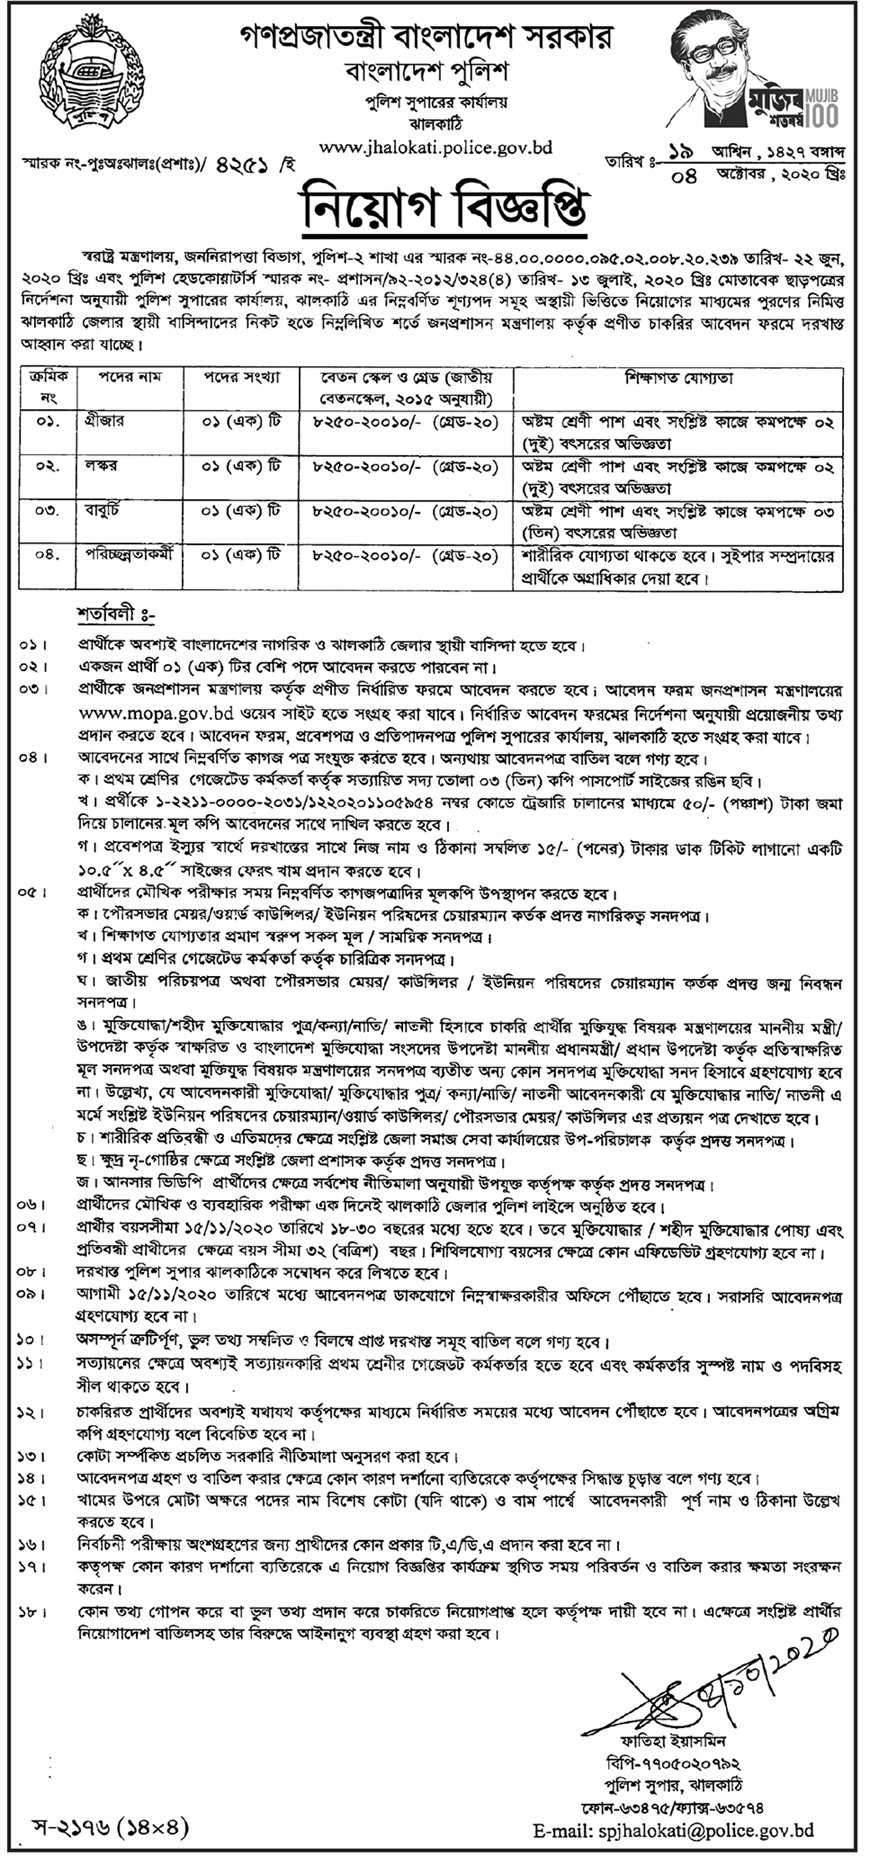 গণপ্রজাতন্ত্রী বাংলাদেশ সরকার
বাংলাদেশ পুলিশ
পুলিশ সুপারের কার্যালয়
ঝালকাঠি
www.jhalokati.police.gov.bd
মুজিব শতবর্ষ MUJIB 100
স্মারক নং-পুঃঅঃঝালঃ(প্রশাঃ)/ ৪২৫১ /ই
তারিখ ঃ- ১৯ আশ্বিন , ১৪২৭ বঙ্গাব্দ
০৪ অক্টোবর , ২০২০ খ্রিঃ
নিয়োগ বিজ্ঞপ্তি
স্বরাষ্ট্র মন্ত্রণালয়, জননিরাপত্তা বিভাগ, পুলিশ-২ শাখা এর স্মারক নং-৪৪.০০.০০০০.০৯৫.০২.০০৮.২০.২৩৯ তারিখ- ২২ জুন,
২০২০ খ্রিঃ এবং পুলিশ হেডকোয়ার্টার্স স্মারক নং- প্রশাসন/৯২-২০১২/৩২৪(৪) তারিখ- ১৩ জুলাই, ২০২০ খ্রিঃ মোতাবেক ছাড়পত্রের
নির্দেশনা অনুযায়ী পুলিশ সুপারের কার্যালয়, ঝালকাঠি এর নিম্নবর্ণিত শূণ্যপদ সমূহ অস্থায়ী ভিত্তিতে নিয়োগের মাধ্যমের পুরণের নিমিত্ত
ঝালকাঠি জেলার স্থায়ী বাসিন্দাদের নিকট হতে নিম্নলিখিত শর্তে জনপ্রশাসন মন্ত্রণালয় কর্তৃক প্রণীত চাকরির আবেদন ফরমে দরখাস্ত
আহ্বান করা যাচ্ছে।
ক্রমিক নং | পদের নাম | পদের সংখ্যা | বেতন স্কেল ও গ্রেড (জাতীয় বেতনস্কেল, ২০১৫ অনুযায়ী) | শিক্ষাগত যোগ্যতা
০১. গ্রীজার ০১ (এক) টি ৮২৫০-২০০১০/- (গ্রেড-২০) অষ্টম শ্রেণী পাশ এবং সংশ্লিষ্ট কাজে কমপক্ষে ০২
(দুই) বৎসরের অভিজ্ঞতা
০২. লস্কর ০১ (এক) টি ৮২৫০-২০০১০/- (গ্রেড-২০) অষ্টম শ্রেণী পাশ এবং সংশ্লিষ্ট কাজে কমপক্ষে ০২
(দুই) বৎসরের অভিজ্ঞতা
০৩. বাবুর্চি ০১ (এক) টি ৮২৫০-২০০১০/- (গ্রেড-২০) অষ্টম শ্রেণী পাশ এবং সংশ্লিষ্ট কাজে কমপক্ষে ০৩
(তিন) বৎসরের অভিজ্ঞতা
০৪. পরিচ্ছন্নতাকর্মী ০১ (এক) টি ৮২৫০-২০০১০/- (গ্রেড-২০) শারীরিক যোগ্যতা থাকতে হবে। সুইপার সম্প্রদায়ের
প্রার্থীকে অগ্রাধিকার দেয়া হবে।
শর্তাবলী ঃ-
০১। প্রার্থীকে অবশ্যই বাংলাদেশের নাগরিক ও ঝালকাঠি জেলার স্থায়ী বাসিন্দা হতে হবে।
০২। একজন প্রার্থী ০১ (এক) টির বেশি পদে আবেদন করতে পারবেন না।
০৩। প্রার্থীকে জনপ্রশাসন মন্ত্রণালয় কর্তৃক প্রণীত নির্ধারিত ফরমে আবেদন করতে হবে। আবেদন ফরম জনপ্রশাসন মন্ত্রণালয়ের
www.mopa.gov.bd ওয়েব সাইট হতে সংগ্রহ করা যাবে। নির্ধারিত আবেদন ফরমের নির্দেশনা অনুযায়ী প্রয়োজনীয় তথ্য
প্রদান করতে হবে। আবেদন ফরম, প্রবেশপত্র ও প্রতিপাদনপত্র পুলিশ সুপারের কার্যালয়, ঝালকাঠি হতে সংগ্রহ করা যাবে।
০৪। আবেদনের সাথে নিম্নবর্ণিত কাগজ পত্র সংযুক্ত করতে হবে। অন্যথায় আবেদনপত্র বাতিল বলে গণ্য হবে।
ক। প্রথম শ্রেণির গেজেটেড কর্মকর্তা কর্তৃক সত্যায়িত সদ্য তোলা ০৩ (তিন) কপি পাসপোর্ট সাইজের রঙিন ছবি।
খ। প্রর্থীকে ১-২২১১-০০০০-২০৩১/১২২০২০১১০৫৯৫৪ নম্বর কোডে ট্রেজারি চালানের মাধ্যমে ৫০/- (পঞ্চাশ) টাকা জমা
দিয়ে চালানের মূল কপি আবেদনের সাথে দাখিল করতে হবে।
গ। প্রবেশপত্র ইস্যুর স্বার্থে দরখাস্তের সাথে নিজ নাম ও ঠিকানা সম্বলিত ১৫/- (পনের) টাকার ডাক টিকিট লাগানো একটি
১০.৫˝x ৪.৫˝ সাইজের ফেরৎ খাম প্রদান করতে হবে।
০৫। প্রার্থীদের মৌখিক পরীক্ষার সময় নিম্নবর্ণিত কাগজপত্রাদির মূলকপি উপস্থাপন করতে হবে।
ক। পৌরসভার মেয়র/ওয়ার্ড কাউন্সিলর/ ইউনিয়ন পরিষদের চেয়ারম্যান কর্তক প্রদত্ত নাগরিকত্ব সনদপত্র।
খ। শিক্ষাগত যোগ্যতার প্রমাণ স্বরুপ সকল মূল / সাময়িক সনদপত্র।
গ। প্রথম শ্রেণির গেজেটেড কর্মকর্তা কর্তৃক চারিত্রিক সনদপত্র।
ঘ। জাতীয় পরিচয়পত্র অথবা পৌরসভার মেয়র/ কাউন্সিলর / ইউনিয়ন পরিষদের চেয়ারম্যান কর্তক প্রদত্ত জন্ম নিবন্ধন
সনদপত্র।
ঙ। মুক্তিযোদ্ধা/শহীদ মুক্তিযোদ্ধার পুত্র/কন্যা/নাতি/ নাতনী হিসাবে চাকরি প্রার্থীর মুক্তিযুদ্ধ বিষয়ক মন্ত্রণালয়ের মাননীয় মন্ত্রী/
উপদেষ্টা কর্তৃক স্বাক্ষরিত ও বাংলাদেশ মুক্তিযোদ্ধা সংসদের উপদেষ্টা মাননীয় প্রধানমন্ত্রী/ প্রধান উপদেষ্টা কর্তৃক প্রতিস্বাক্ষরিত
মূল সনদপত্র অথবা মুক্তিযুদ্ধ বিষয়ক মন্ত্রণালয়ের সনদপত্র ব্যতীত অন্য কোন সনদপত্র মুক্তিযোদ্ধা সনদ হিসাবে গ্রহণযোগ্য হবে
না। উল্লেখ্য, যে আবেদনকারী মুক্তিযোদ্ধা/ মুক্তিযোদ্ধার পুত্র/ কন্যা/নাতি/ নাতনী আবেদনকারী যে মুক্তিযোদ্ধার নাতি/ নাতনী এ
মর্মে সংশ্লিষ্ট ইউনিয়ন পরিষদের চেয়ারম্যান/ওয়ার্ড কাউন্সিলর/ পৌরসভার মেয়র/ কাউন্সিলর এর প্রত্যয়ন পত্র দেখাতে হবে।
চ। শারীরিক প্রতিবন্ধী ও এতিমদের ক্ষেত্রে সংশ্লিষ্ট জেলা সমাজ সেবা কার্যালয়ের উপ-পরিচালক কর্তৃক প্রদত্ত সনদপত্র।
ছ। ক্ষুদ্র নৃ-গোষ্ঠির ক্ষেত্রে সংশ্লিষ্ট জেলা প্রশাসক কর্তৃক প্রদত্ত সনদপত্র।
জ। আনসার ভিডিপি প্রার্থীদের ক্ষেত্রে সর্বশেষ নীতিমালা অনুযায়ী উপযুক্ত কর্তৃপক্ষ কর্তৃক প্রদত্ত সনদপত্র।
০৬। প্রার্থীদের মৌখিক ও ব্যবহারিক পরীক্ষা এক দিনেই ঝালকাঠি জেলার পুলিশ লাইন্সে অনুষ্ঠিত হবে।
০৭। প্রার্থীর বয়সসীমা ১৫/১১/২০২০ তারিখে ১৮-৩০ বছরের মধ্যে হতে হবে। তবে মুক্তিযোদ্ধার / শহীদ মুক্তিযোদ্ধার পোষ্য এবং
প্রতিবন্ধী প্রার্থীদের ক্ষেত্রে বয়স সীমা ৩২ (বত্রিশ) বছর। শিথিলযোগ্য বয়সের ক্ষেত্রে কোন এফিডেভিট গ্রহণযোগ্য হবে না।
০৮। দরখাস্ত পুলিশ সুপার ঝালকাঠিকে সম্বোধন করে লিখতে হবে।
০৯। আগামী ১৫/১১/২০২০ তারিখে মধ্যে আবেদনপত্র ডাকযোগে নিম্নস্বাক্ষরকারীর অফিসে পৌঁছাতে হবে। সরাসরি আবেদনপত্র
গ্রহণযোগ্য হবে না।
১০। অসম্পূর্ন ত্রুটিপূর্ণ, ভুল তথ্য সম্বলিত ও বিলম্বে প্রাপ্ত দরখাস্ত সমূহ বাতিল বলে গণ্য হবে।
১১। সত্যায়নের ক্ষেত্রে অবশ্যই সত্যায়নকারি প্রথম শ্রেনীর গেজেডট কর্মকর্তার হতে হবে এবং কর্মকর্তার সুস্পষ্ট নাম ও পদবিসহ
সীল থাকতে হবে।
১২। চাকরিরত প্রার্থীদের অবশ্যই যথাযথ কর্তৃপক্ষের মাধ্যমে নির্ধারিত সময়ের মধ্যে আবেদন পৌঁছাতে হবে। আবেদনপত্রের অগ্রিম
কপি গ্রহণযোগ্য বলে বিবেচিত হবে না।
১৩। কোটা সম্পর্কিত প্রচলিত সরকারি নীতিমালা অনুসরণ করা হবে।
১৪। আবেদনপত্র গ্রহণ ও বাতিল করার ক্ষেত্রে কোন কারণ দর্শানো ব্যতিরেকে কর্তৃপক্ষের সিদ্ধান্ত চূড়ান্ত বলে গণ্য হবে।
১৫। খামের উপরে মোটা অক্ষরে পদের নাম বিশেষ কোটা (যদি থাকে) ও বাম পার্শ্বে আবেদনকারী পূর্ণ নাম ও ঠিকানা উল্লেখ
করতে হবে।
১৬। নির্বাচনী পরীক্ষায় অংশগ্রহণের জন্য প্রাথীদের কোন প্রকার টি,এ/ডি,এ প্রদান করা হবে না।
১৭। কতৃপক্ষ কোন কারণ দর্শানো ব্যতিরেকে এ নিয়োগ বিজ্ঞপ্তির কার্যক্রম স্থগিত সময় পরিবর্তন ও বাতিল করার ক্ষমতা সংরক্ষন
করেন।
১৮। কোন তথ্য গোপন করে বা ভুল তথ্য প্রদান করে চাকরিতে নিয়োগপ্রাপ্ত হলে কর্তৃপক্ষ দায়ী হবে না। এক্ষেত্রে সংশ্লিষ্ট প্রার্থীর
নিয়োগাদেশ বাতিলসহ তার বিরুদ্ধে আইনানুগ ব্যবস্থা গ্রহণ করা হবে।
৪/১০/২০২০
ফাতিহা ইয়াসমিন
বিপি-৭৭০৫০২০৭৯২
পুলিশ সুপার, ঝালকাঠি
ফোন-৬৩৪৭৫/ফ্যাক্স-৬৩৫৭৪
E-mail: spjhalokati@police.gov.bd
স-২১৭৬ (১৪×৪)